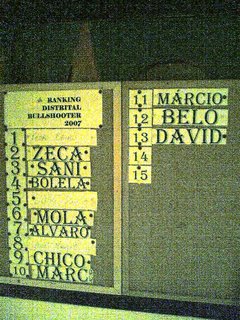 RANKING
DISTRITAL
BULLSHOOTER
2007
1
2 ZECA
3 SANI
4 BOLELA
5
6 MOLA
7 ALVARO
8
9 CHICO
10 MARC
11 MÁRCIO
12 BELO
13 DAVID
14
15